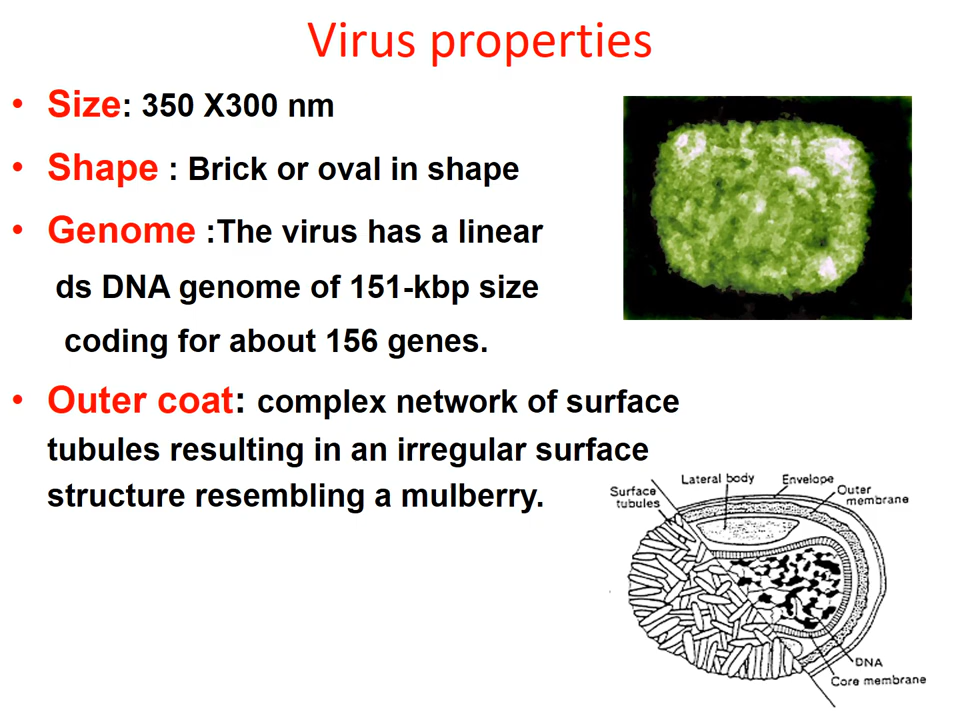 Virus properties
• Size: 350 X300 nm
• Shape : Brick or oval in shape
• Genome :The virus has a linear
ds DNA genome of 151-kbp size
coding for about 156 genes.
• Outer coat: complex network of surface
tubules resulting in an irregular surface
structure resembling a mulberry.
Surface
tubules
Lateral body
Envelope
Outer
membrane
DNA
Core membrane